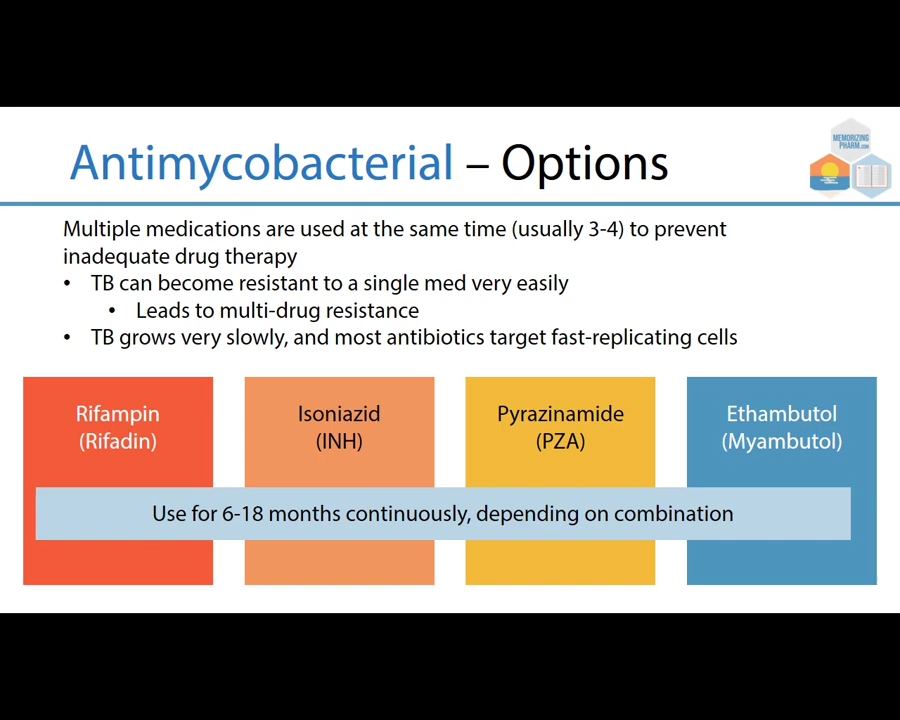 Antimycobacterial – Options
MEMORIZING
PHARM.COM
Multiple medications are used at the same time (usually 3-4) to prevent
inadequate drug therapy
• TB can become resistant to a single med very easily
• Leads to multi-drug resistance
• TB grows very slowly, and most antibiotics target fast-replicating cells
Rifampin
(Rifadin)
Isoniazid
(INH)
Pyrazinamide
(PZA)
Ethambutol
(Myambutol)
Use for 6-18 months continuously, depending on combination